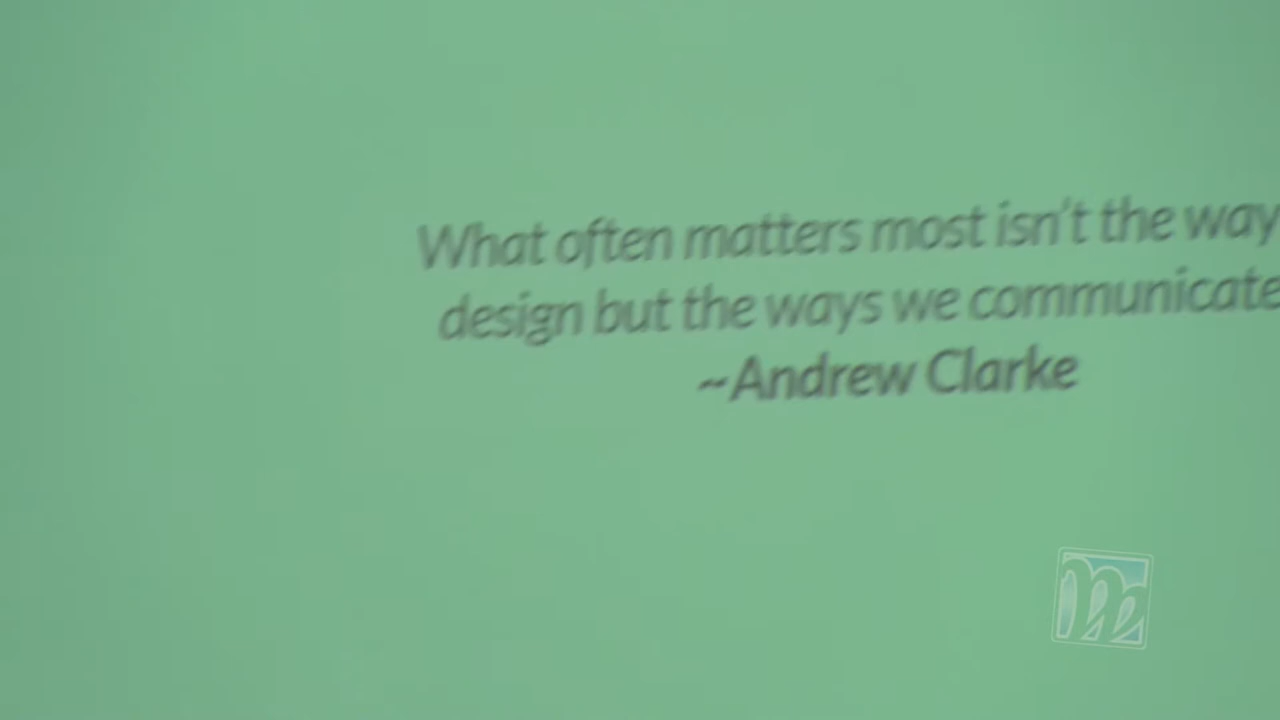 What often matters most isn't the way
design but the ways we communicate
~Andrew Clarke
m